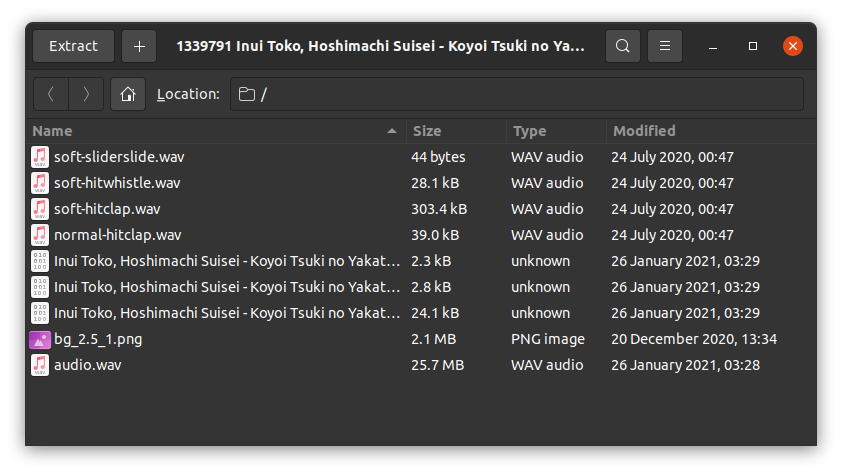 Extract + 1339791 Inui Toko, Hoshimachi Suisei - Koyoi Tsuki no Ya…
Location: /
Name Size Type Modified
soft-sliderslide.wav 44 bytes WAV audio 24 July 2020, 00:47
soft-hitwhistle.wav 28.1 kB WAV audio 24 July 2020, 00:47
soft-hitclap.wav 303.4 kB WAV audio 24 July 2020, 00:47
normal-hitclap.wav 39.0 kB WAV audio 24 July 2020, 00:47
Inui Toko, Hoshimachi Suisei - Koyoi Tsuki no Yakat… 2.3 kB unknown 26 January 2021, 03:29
Inui Toko, Hoshimachi Suisei - Koyoi Tsuki no Yakat… 2.8 kB unknown 26 January 2021, 03:29
Inui Toko, Hoshimachi Suisei - Koyoi Tsuki no Yakat… 24.1 kB unknown 26 January 2021, 03:29
bg_2.5_1.png 2.1 MB PNG image 20 December 2020, 13:34
audio.wav 25.7 MB WAV audio 26 January 2021, 03:28